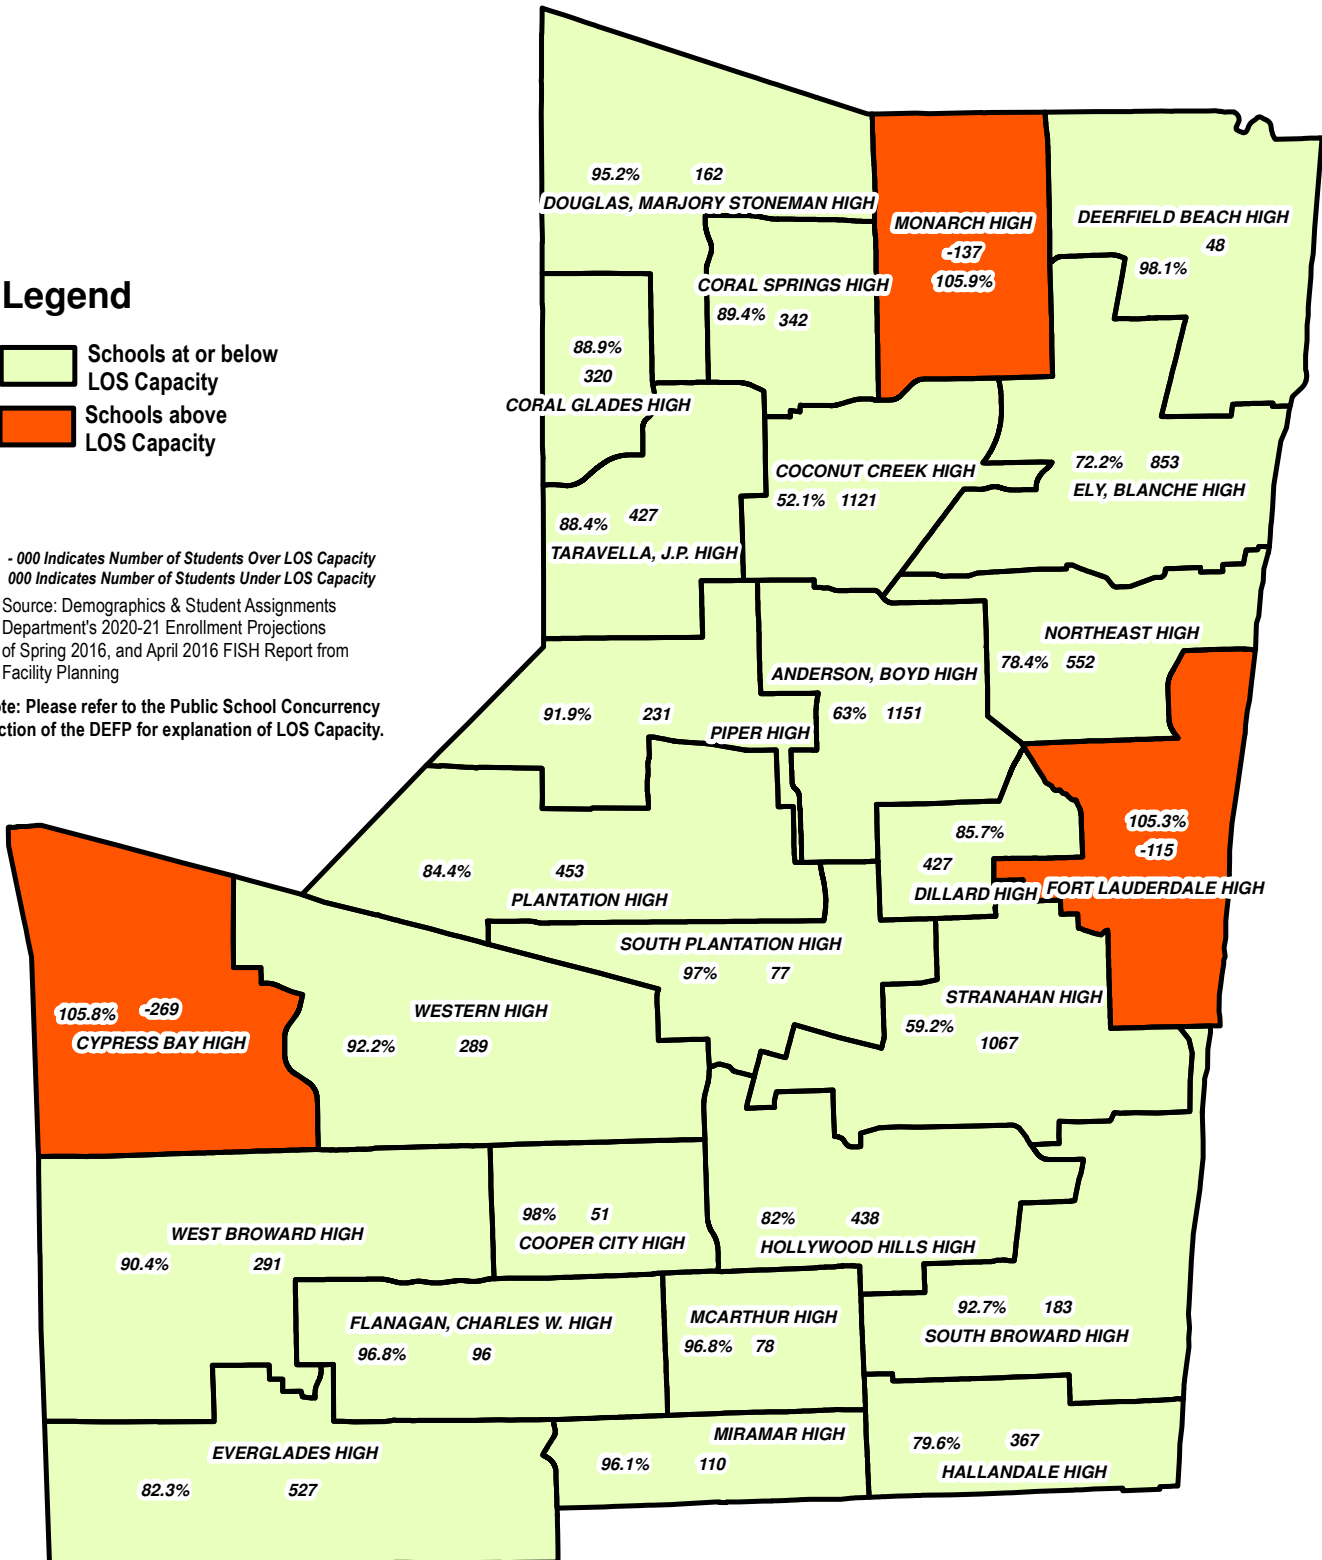 95.2% 162
DOUGLAS, MARJORY STONEMAN HIGH
MONARCH HIGH
-137
105.9%
DEERFIELD BEACH HIGH
48
98.1%
CORAL SPRINGS HIGH
89.4% 342
Legend
Schools at or below
LOS Capacity
Schools above
LOS Capacity
88.9%
320
CORAL GLADES HIGH
COCONUT CREEK HIGH
52.1% 1121
72.2% 853
ELY, BLANCHE HIGH
88.4% 427
TARAVELLA, J.P. HIGH
- 000 Indicates Number of Students Over LOS Capacity
000 Indicates Number of Students Under LOS Capacity
Source: Demographics & Student Assignments
Department's 2020-21 Enrollment Projections
of Spring 2016, and April 2016 FISH Report from
Facility Planning
te: Please refer to the Public School Concurrency
ction of the DEFP for explanation of LOS Capacity.
NORTHEAST HIGH
78.4% 552
ANDERSON, BOYD HIGH
63% 1151
91.9% 231
PIPER HIGH
105.3%
-115
FORT LAUDERDALE HIGH
85.7%
427
DILLARD HIGH
84.4% 453
PLANTATION HIGH
SOUTH PLANTATION HIGH
97% 77
STRANAHAN HIGH
59.2%
1067
105.8% -269
CYPRESS BAY HIGH
WESTERN HIGH
92.2% 289
WEST BROWARD HIGH
90.4% 291
98% 51
COOPER CITY HIGH
82% 438
HOLLYWOOD HILLS HIGH
FLANAGAN, CHARLES W. HIGH
96.8% 96
MCARTHUR HIGH
96.8% 78
92.7% 183
SOUTH BROWARD HIGH
EVERGLADES HIGH
82.3% 527
MIRAMAR HIGH
96.1% 110
79.6% 367
HALLANDALE HIGH